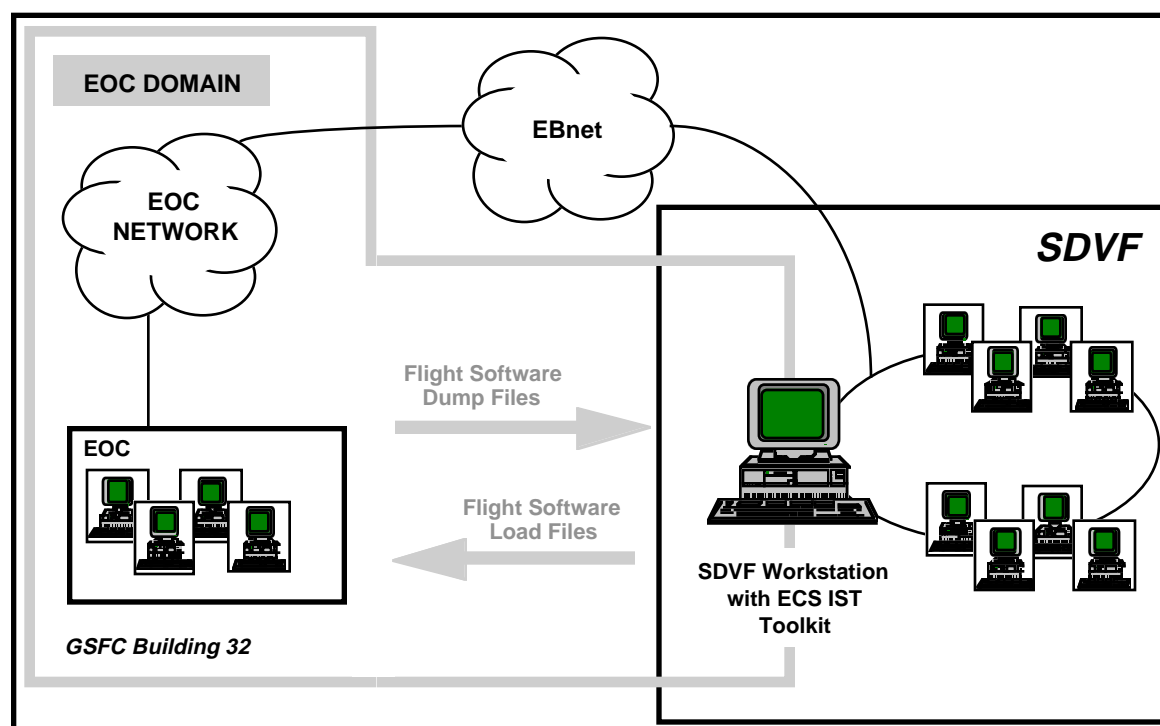 EOC DOMAIN
EBnet
EOC
NETWORK
SDVF
Flight Software
Dump Files
EOC
Flight Software
Load Files
SDVF Workstation
with ECS IST
Toolkit
GSFC Building 32